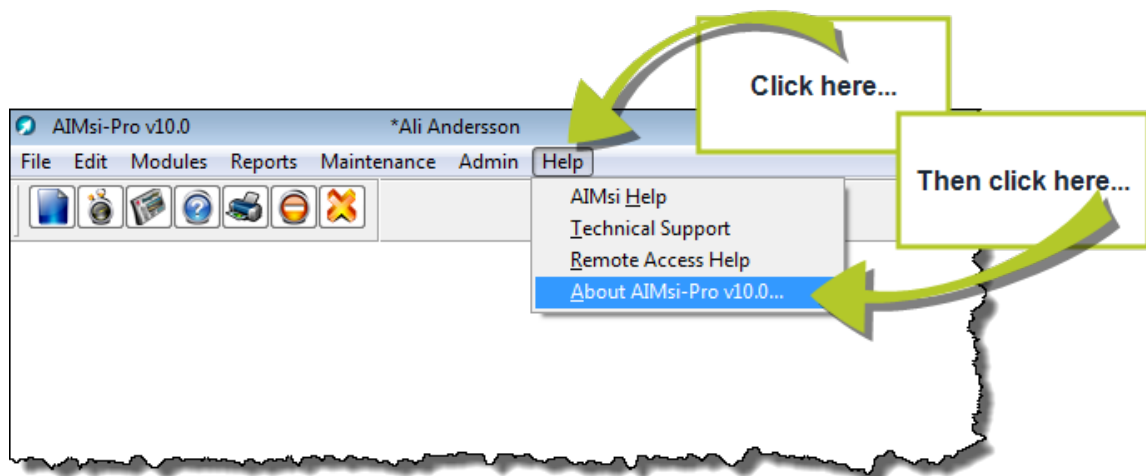 Click here...
AIMsi-Pro v10.0 *Ali Andersson
File Edit Modules Reports Maintenance Admin Help
Then click here...
AIMsi Help
Technical Support
Remote Access Help
About AIMsi-Pro v10.0...